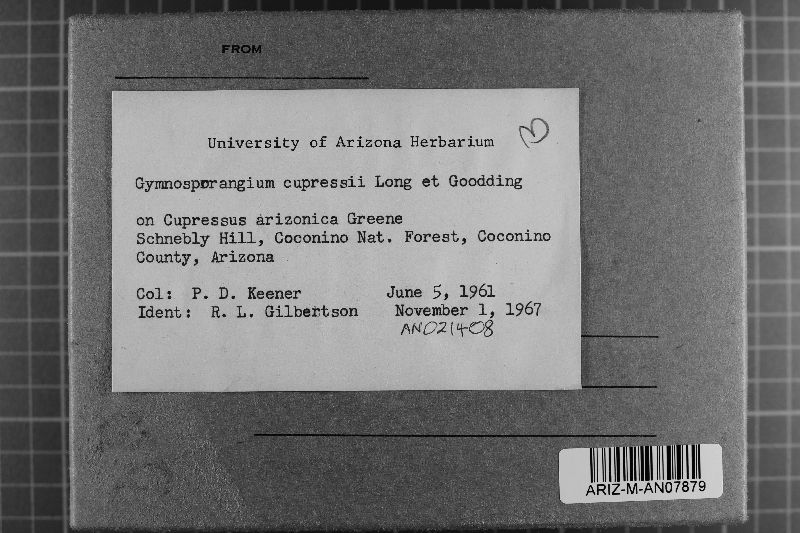 FROM
University of Arizona Herbarium
Gymnosporangium cupressii Long et Goodding
on Cupressus arizonica Greene
Schnebly Hill, Coconino Nat. Forest, Coconino
County, Arizona
Col: P. D. Keener June 5, 1961
Ident: R. L. Gilbertson November 1, 1967
AN021408
ARIZ-M-AN07879